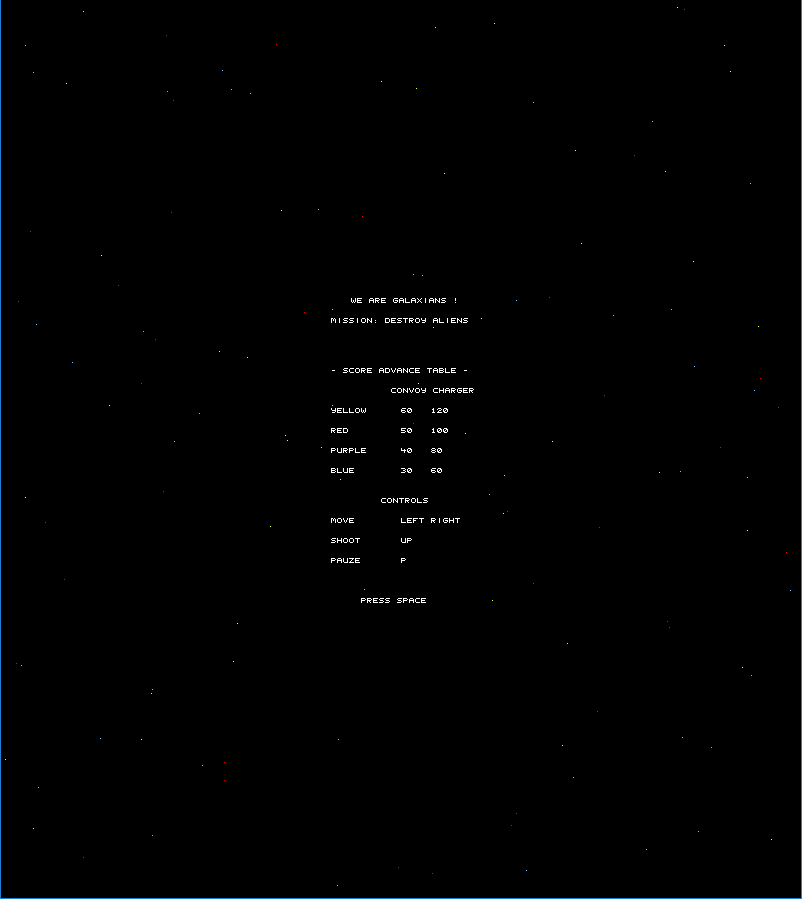 WE ARE GALAXIANS !
MISSION: DESTROY ALIENS
- SCORE ADVANCE TABLE -
CONVOY CHARGER
YELLOW 60 120
RED 50 100
PURPLE 40 80
BLUE 30 60
CONTROLS
MOVE LEFT RIGHT
SHOOT UP
PAUZE P
PRESS SPACE